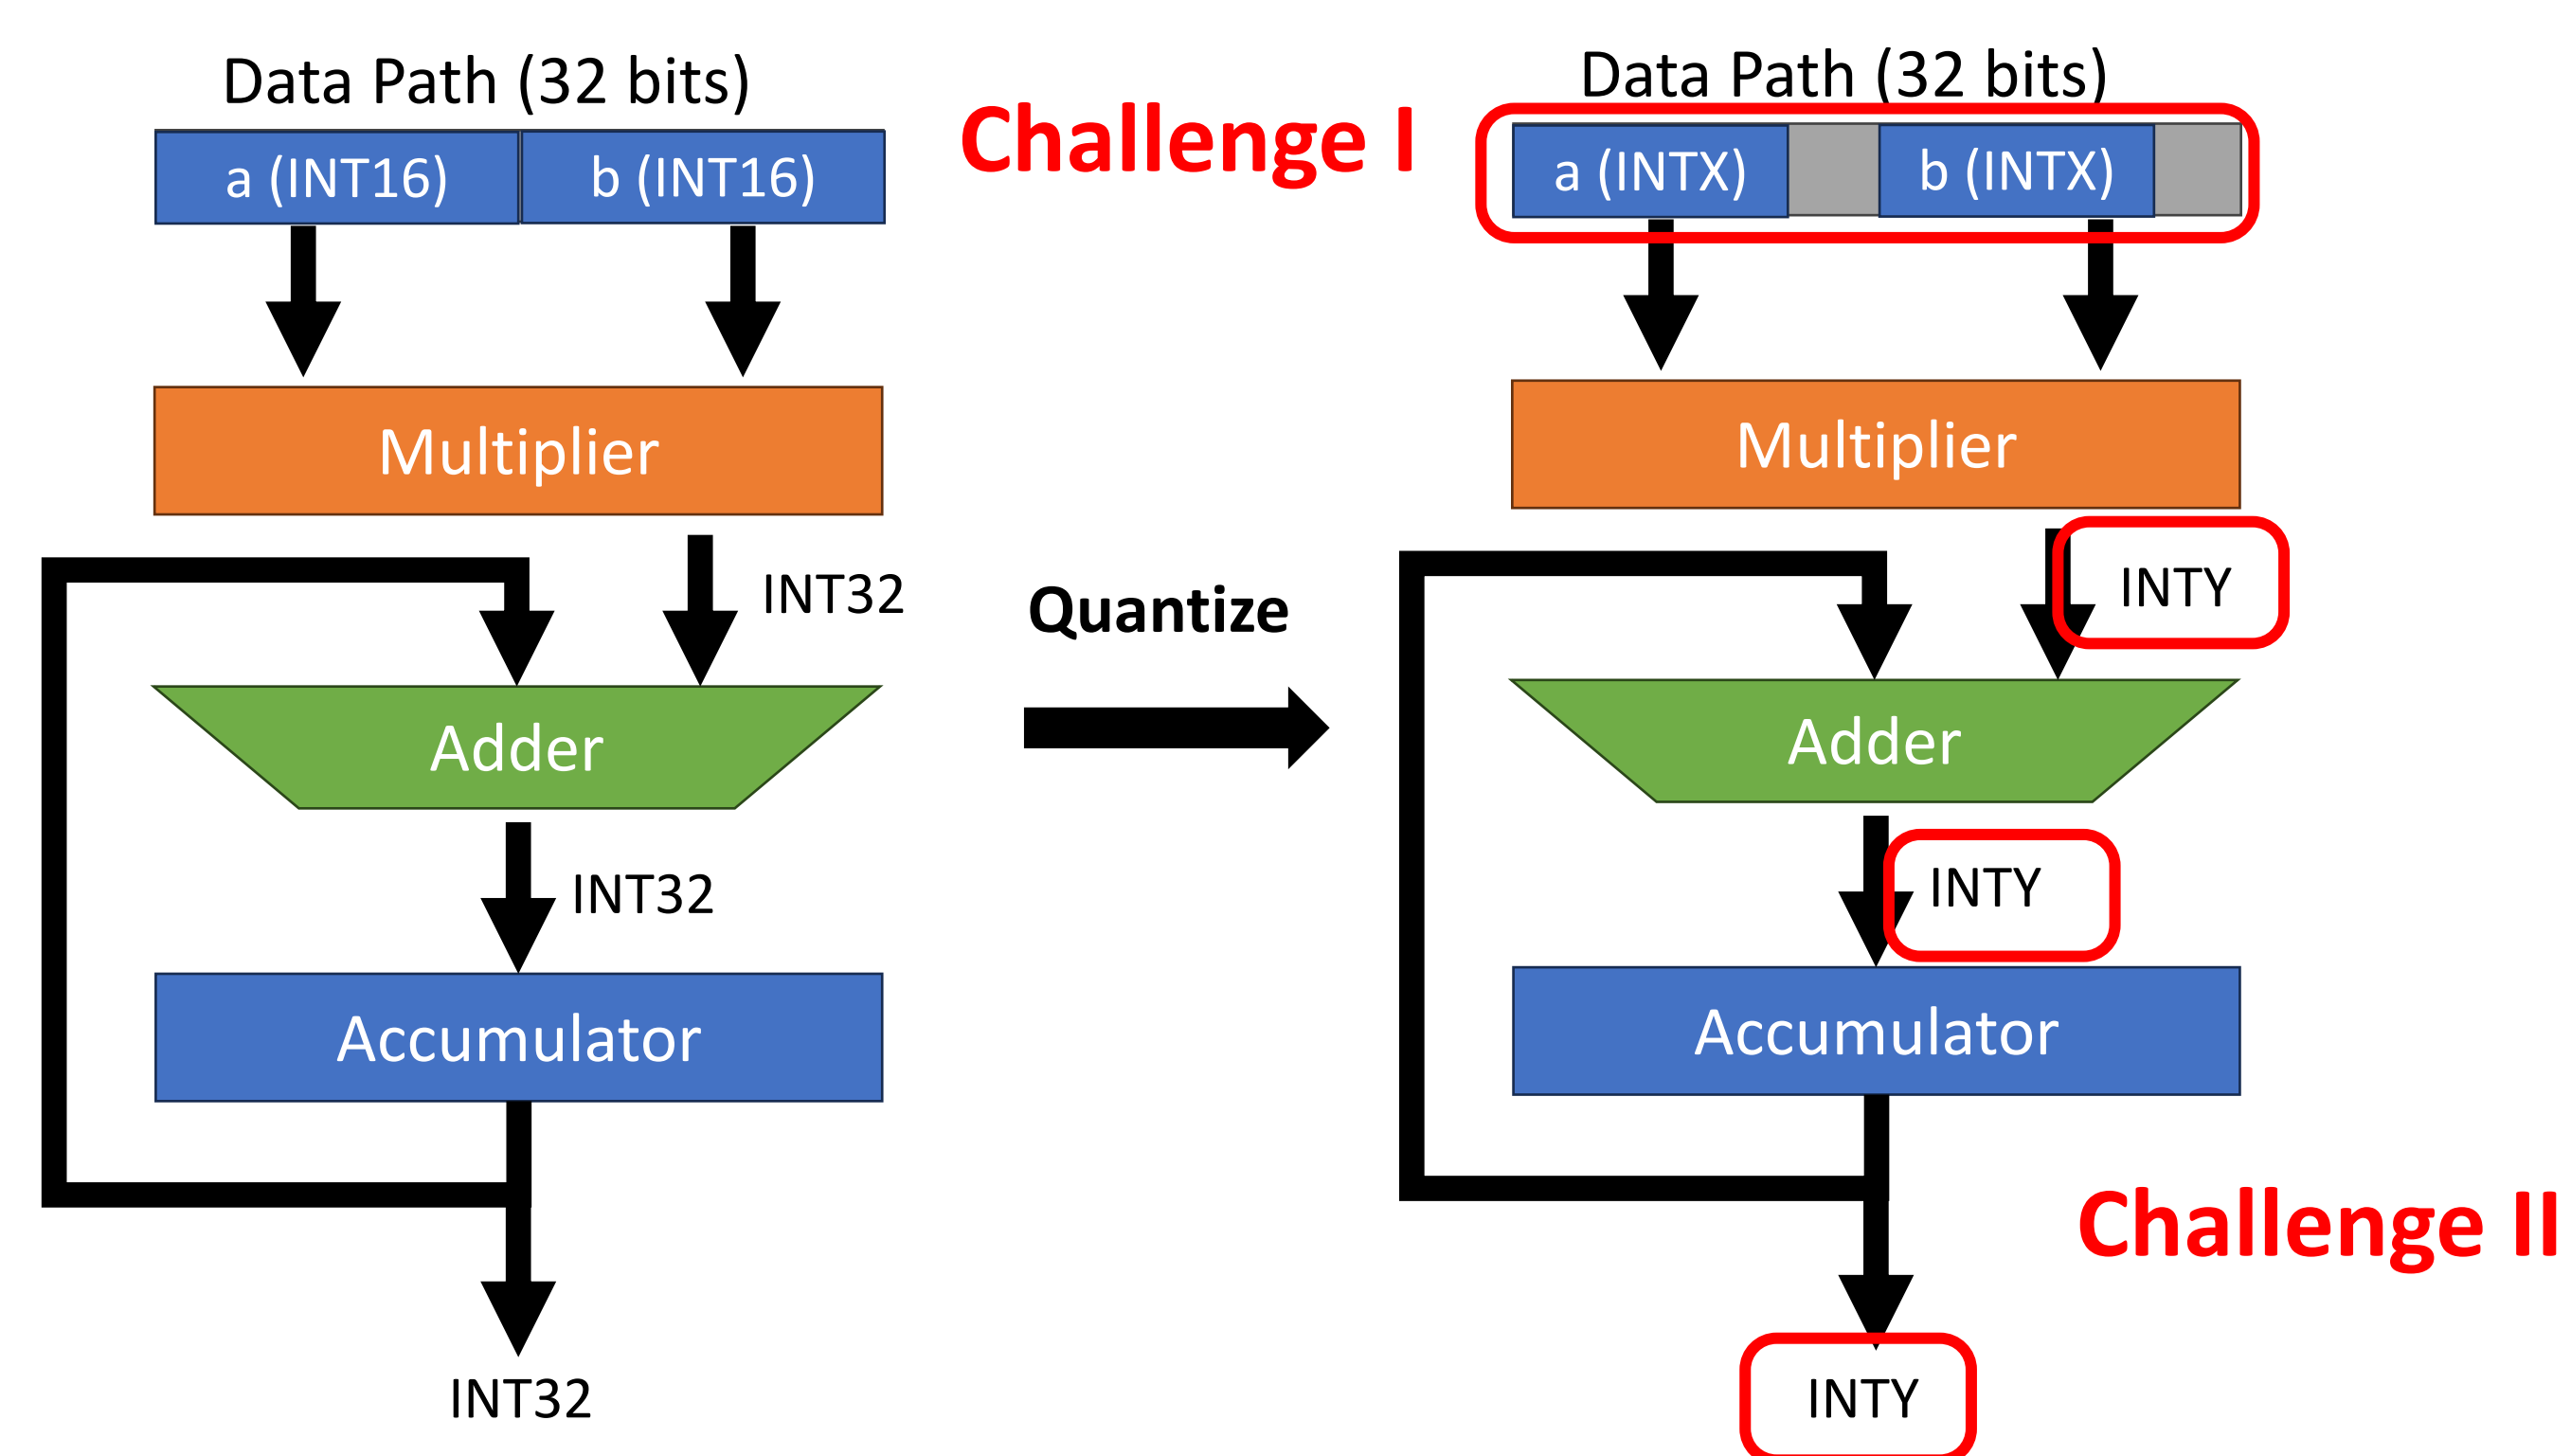 Data Path (32 bits)
a (INT16)
b (INT16)
Multiplier
INT32
Adder
INT32
Accumulator
INT32
Quantize
Challenge I
Data Path (32 bits)
a (INTX)
b (INTX)
Multiplier
INTY
Adder
INTY
Accumulator
Challenge II
INTY